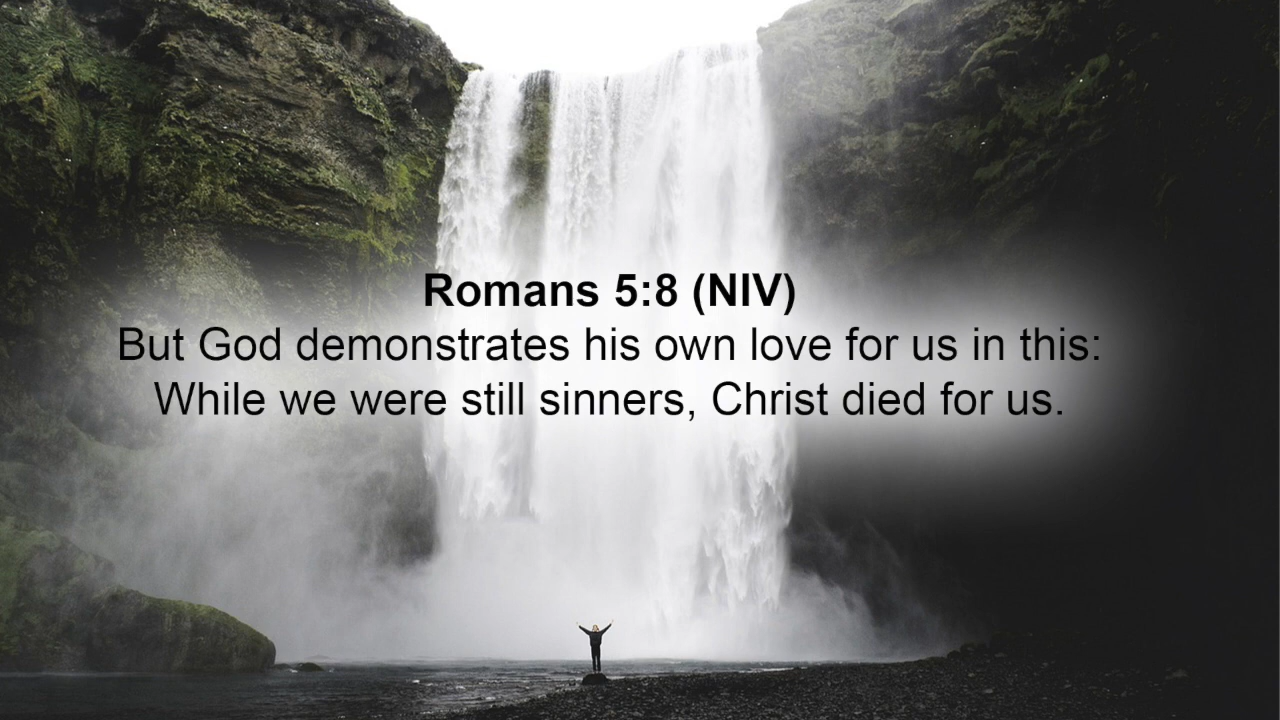 Romans 5:8 (NIV)
But God demonstrates his own love for us in this:
While we were still sinners, Christ died for us.